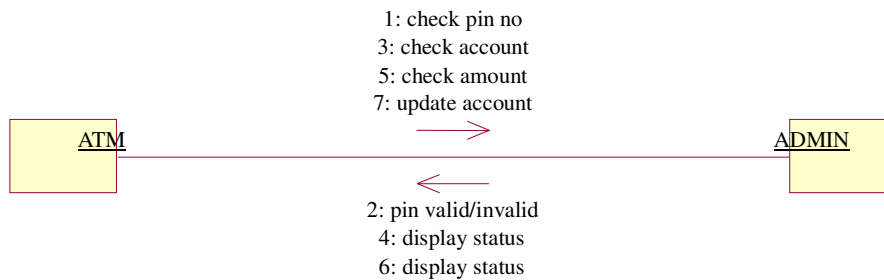 1: check pin no
3: check account
5: check amount
7: update account
ATM
ADMIN
2: pin valid/invalid
4: display status
6: display status